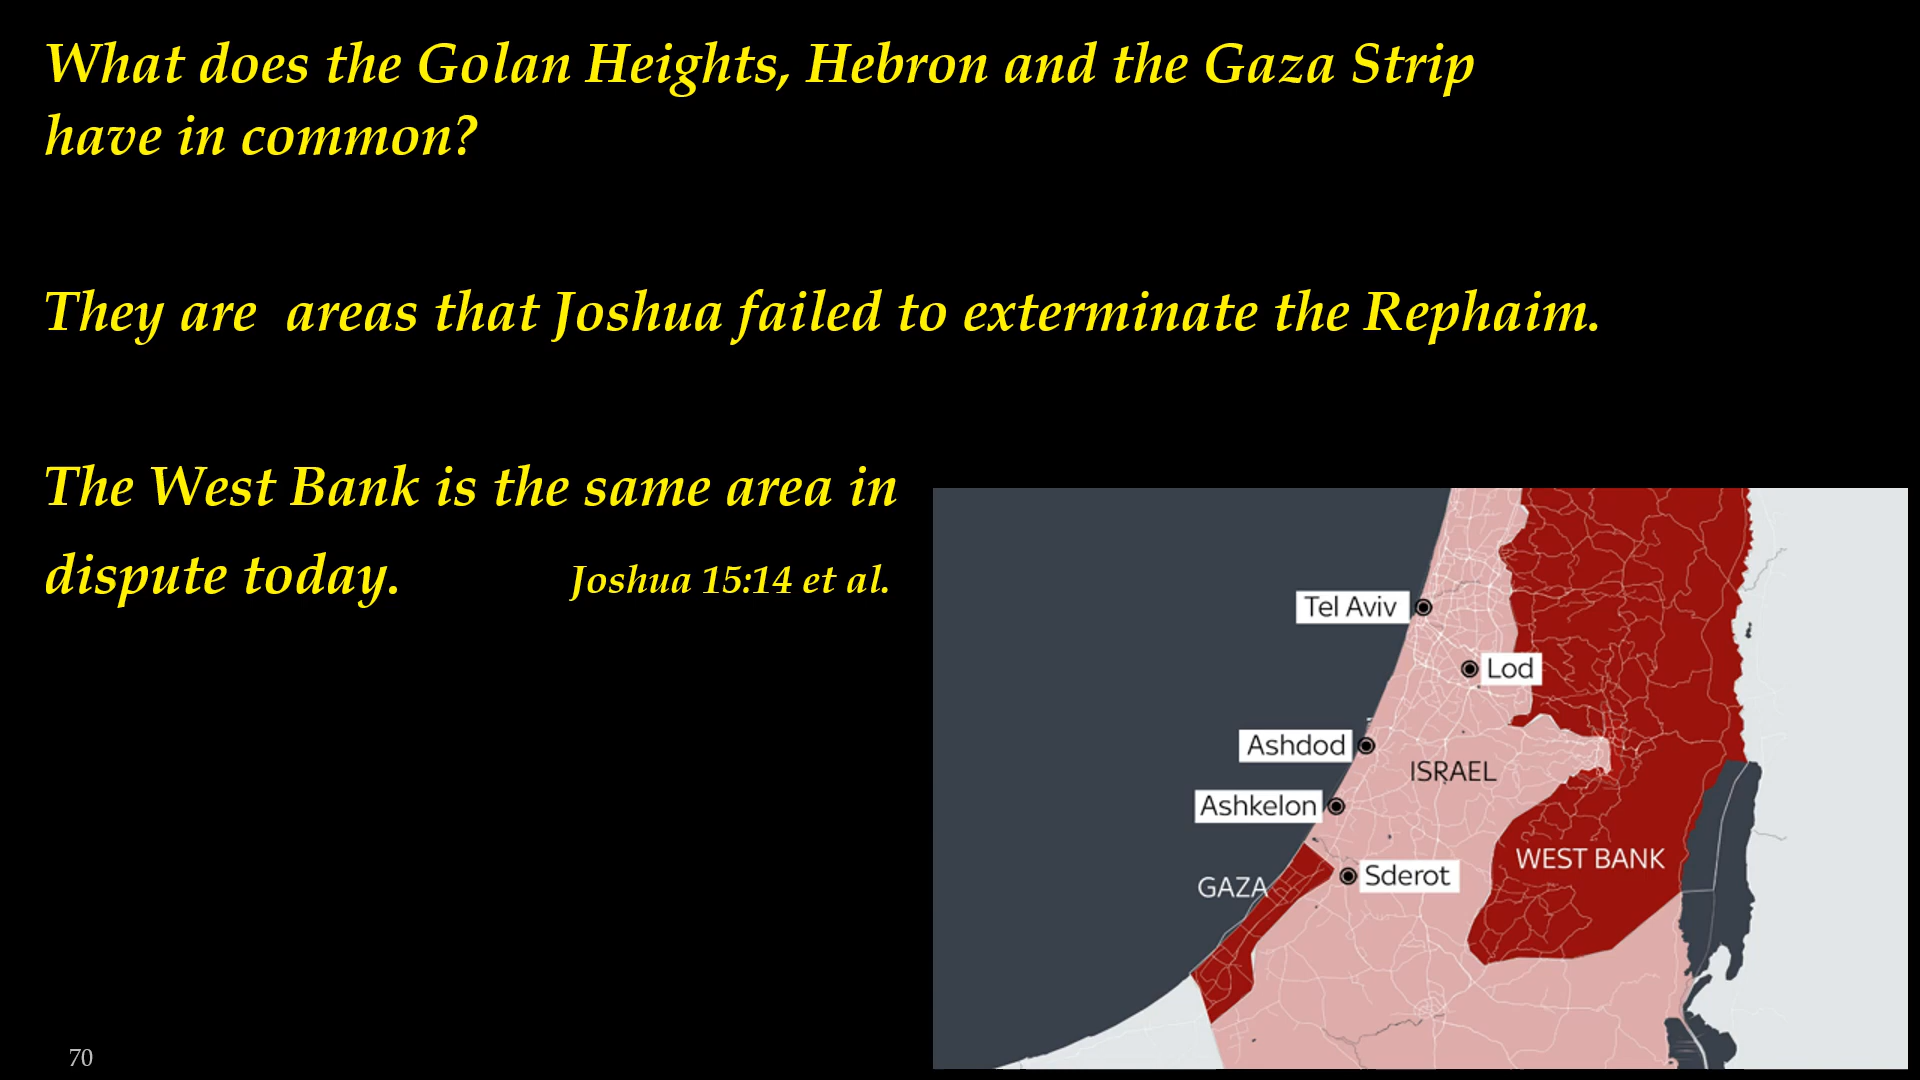 What does the Golan Heights, Hebron and the Gaza Strip
have in common?
They are  areas that Joshua failed to exterminate the Rephaim.
The West Bank is the same area in
dispute today.
Joshua 15:14 et al.
Tel Aviv
Lod
Ashdod
ISRAEL
Ashkelon
WEST BANK
Sderot
GAZA
70